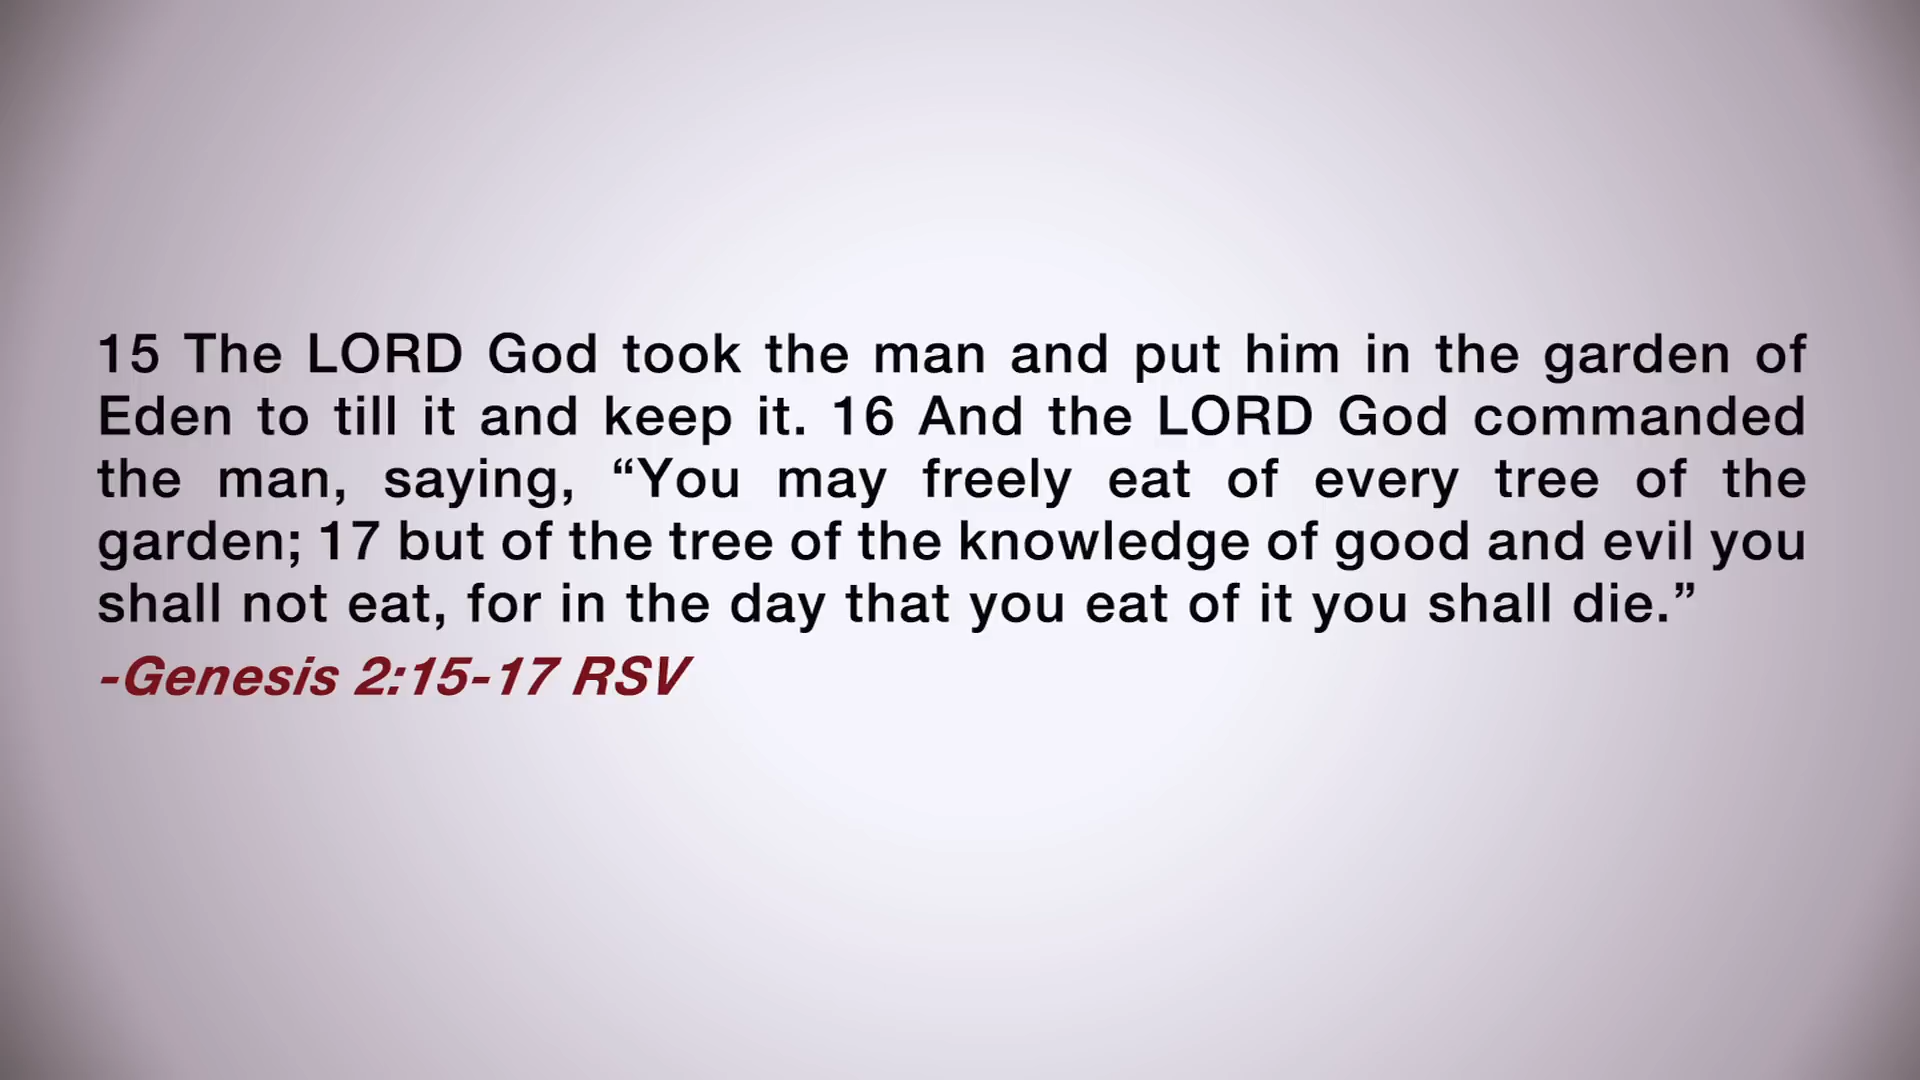 15 The LORD God took the man and put him in the garden of
Eden to till it and keep it. 16 And the LORD God commanded
the man, saying, “You may freely eat of every tree of the
garden; 17 but of the tree of the knowledge of good and evil you
shall not eat, for in the day that you eat of it you shall die.”
-Genesis 2:15-17 RSV